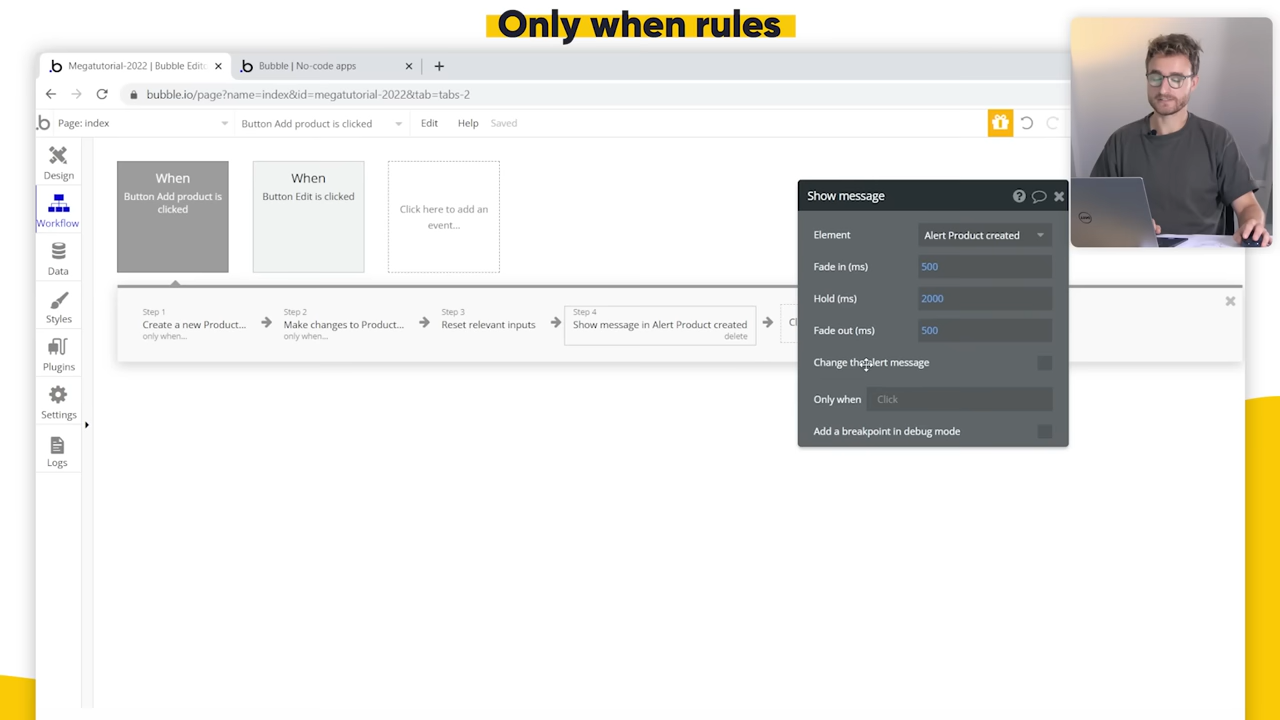 Only when rules
Megatutorial-2022 | Bubble Edito
Bubble | No-code apps
bubble.io/page?name=index&id=megatutorial-2022&tab=tabs-2
Page: index
Button Add product is clicked
Edit
Help
Saved
Design
Workflow
Data
Styles
Plugins
Settings
Logs
When
Button Add product is
clicked
When
Button Edit is clicked
Click here to add an
event...
Step 1
Create a new Product...
only when...
Step 2
Make changes to Product...
only when...
Step 3
Reset relevant inputs
Step 4
Show message in Alert Product created
delete
Show message
Element
Alert Product created
Fade in (ms)
500
Hold (ms)
2000
Fade out (ms)
500
Change the alert message
Only when
Click
Add a breakpoint in debug mode